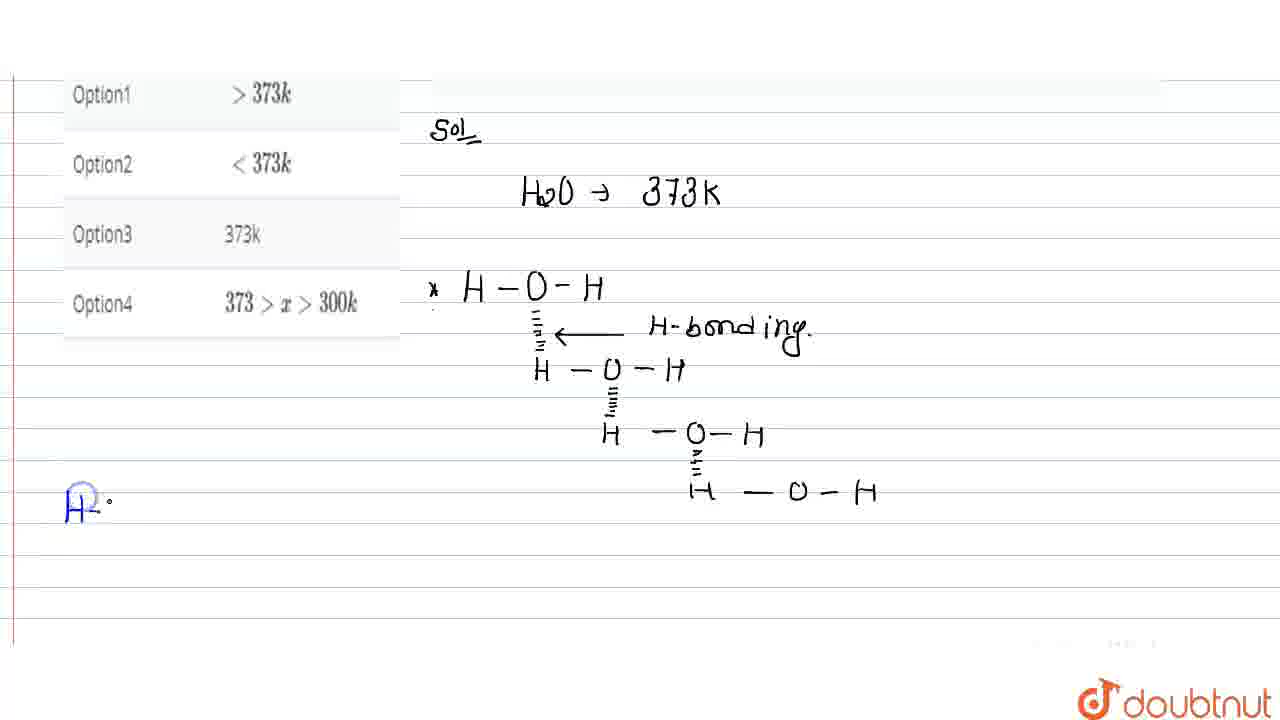 Option1 > 373k
Option2 < 373k
Option3 373k
Option4 373 > x > 300k
Sol
H2O → 373K
* H – O – H
← H-bonding.
H – O – H
H – O – H
H – O – H
H-
doubtnut